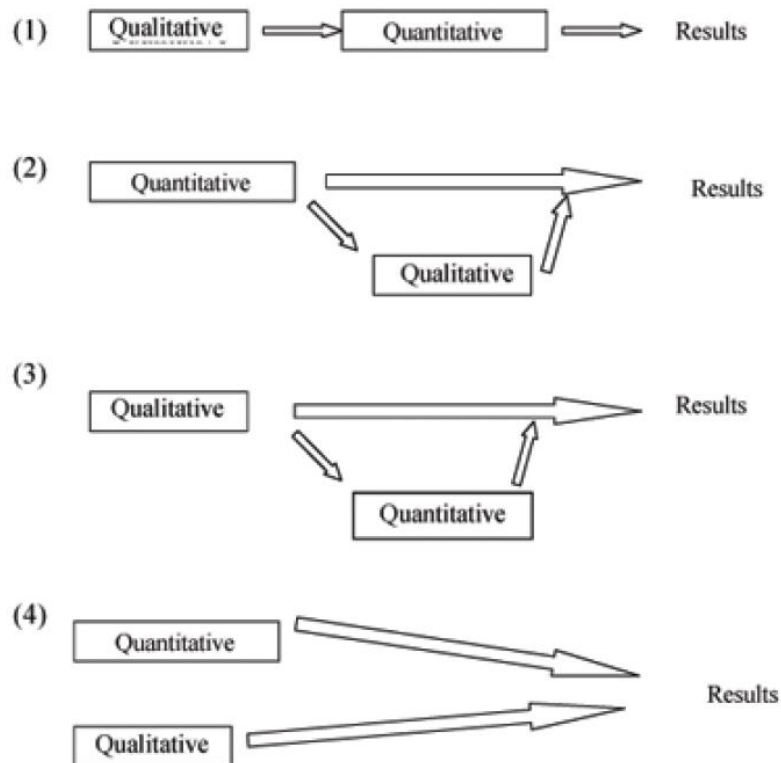 (1) Qualitative Quantitative Results
(2) Quantitative Results
Qualitative
(3) Qualitative Results
Quantitative
(4) Quantitative
Results
Qualitative